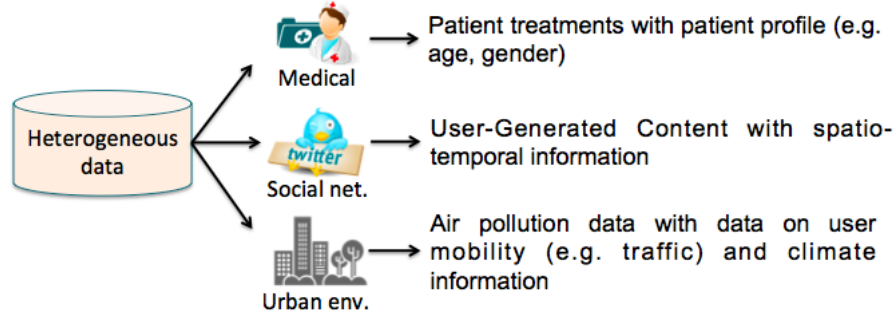 Heterogeneous
data
Medical
Patient treatments with patient profile (e.g.
age, gender)
twitter
Social net.
User-Generated Content with spatio-
temporal information
Urban env.
Air pollution data with data on user
mobility (e.g. traffic) and climate
information